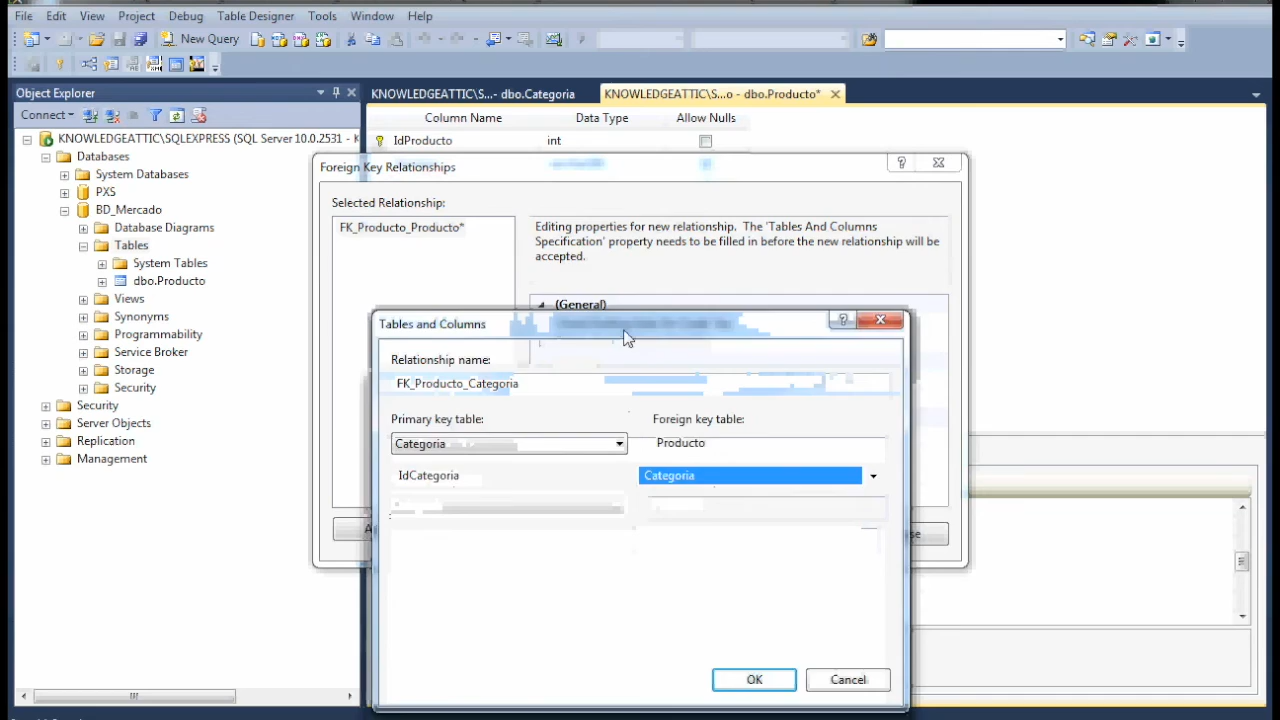 File Edit View Project Debug Table Designer Tools Window Help
New Query
Object Explorer
KNOWLEDGEATTIC\S...- dbo.Categoria
KNOWLEDGEATTIC\S...o - dbo.Producto*
Connect
Column Name Data Type Allow Nulls
KNOWLEDGEATTIC\SQLEXPRESS (SQL Server 10.0.2531 - K
IdProducto int
Databases
System Databases
PXS
BD_Mercado
Database Diagrams
Tables
System Tables
dbo.Producto
Views
Synonyms
Programmability
Service Broker
Storage
Security
Security
Server Objects
Replication
Management
Foreign Key Relationships
Selected Relationship:
FK_Producto_Producto*
Editing properties for new relationship. The 'Tables And Columns
Specification' property needs to be filled in before the new relationship will be
accepted.
(General)
Tables and Columns
Relationship name:
FK_Producto_Categoria
Primary key table: Foreign key table:
Categoria Producto
IdCategoria Categoria
OK Cancel